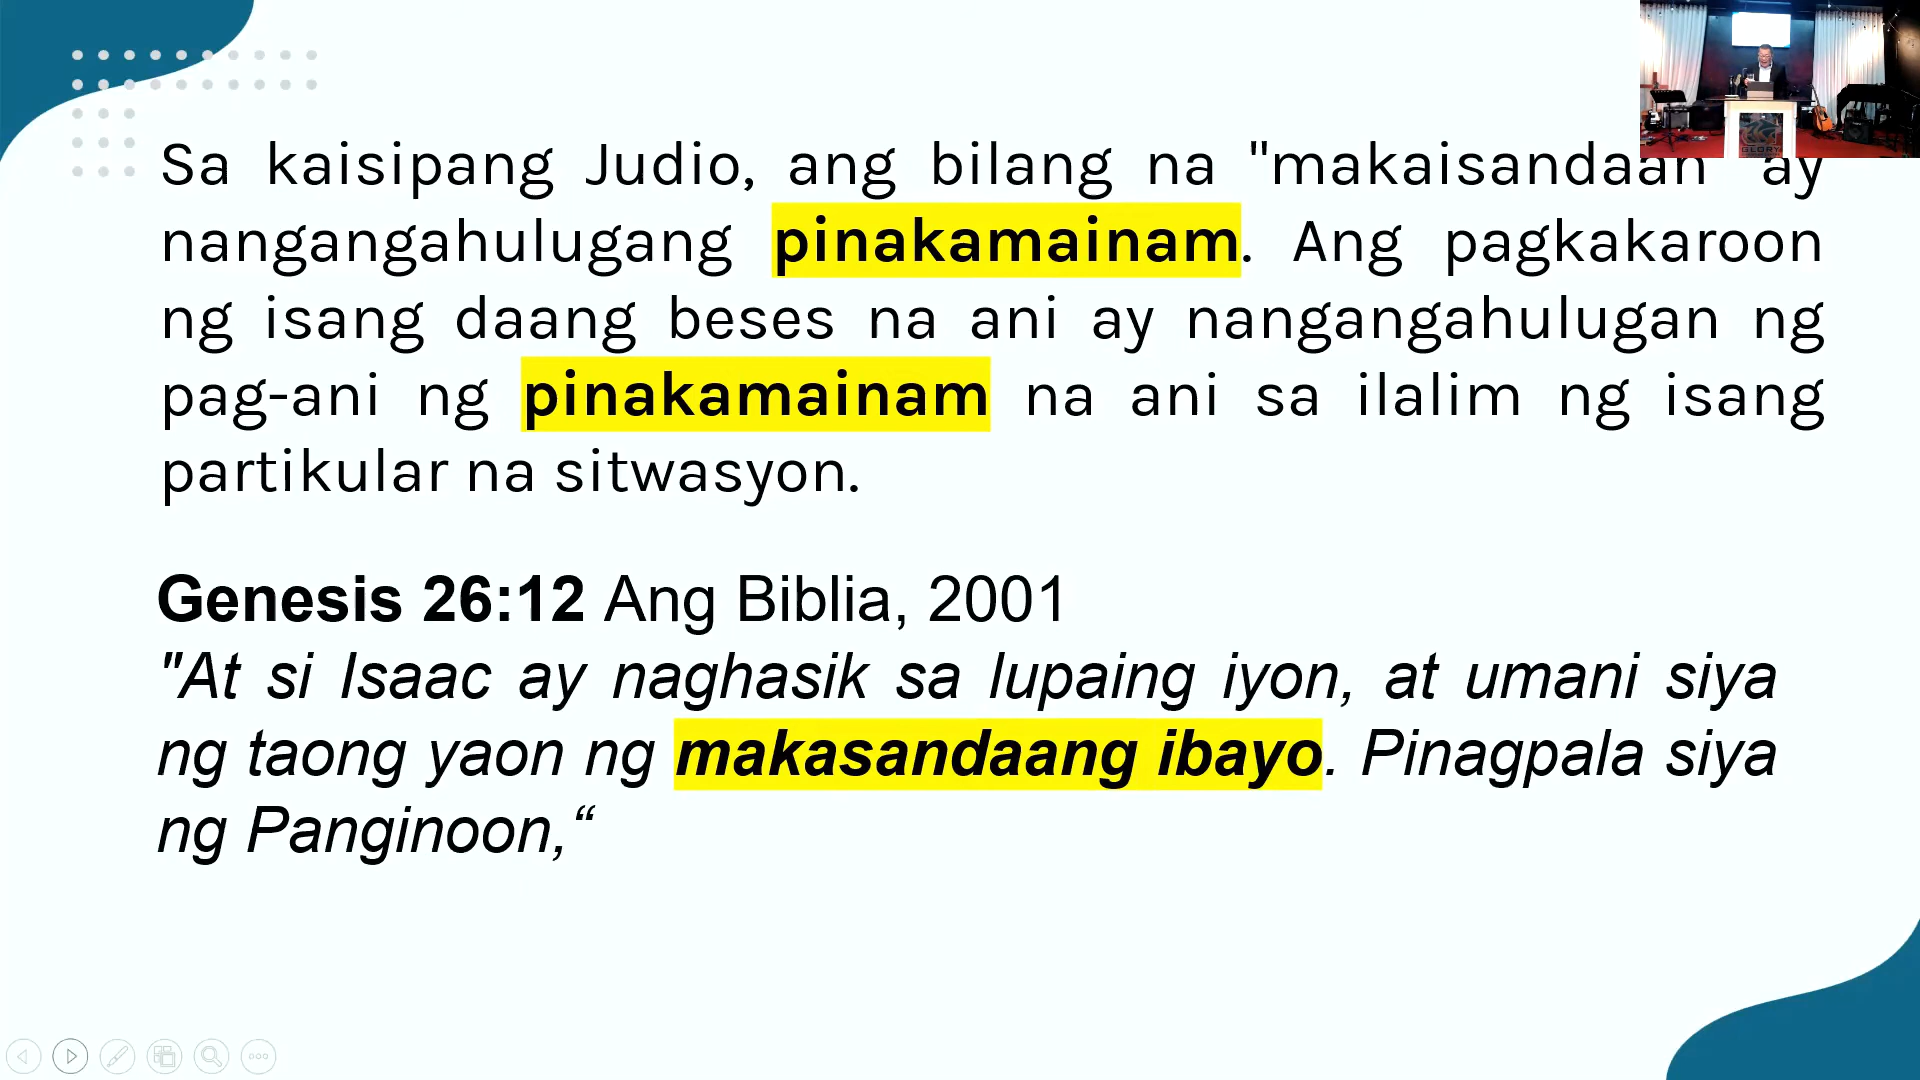 Sa kaisipang Judio, ang bilang na "makaisandaan" ay
nangangahulugang pinakamainam. Ang pagkakaroon
ng isang daang beses na ani ay nangangahulugan ng
pag-ani ng pinakamainam na ani sa ilalim ng isang
partikular na sitwasyon.
Genesis 26:12 Ang Biblia, 2001
"At si Isaac ay naghasik sa lupaing iyon, at umani siya
ng taong yaon ng makasandaang ibayo. Pinagpala siya
ng Panginoon,“
GLORY